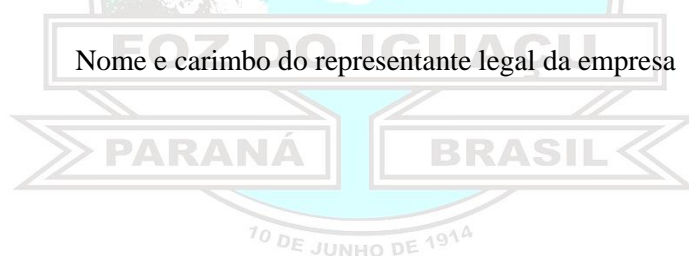 FOZ DO IGUAÇU
Nome e carimbo do representante legal da empresa
PARANÁ BRASIL
10 DE JUNHO DE 1914